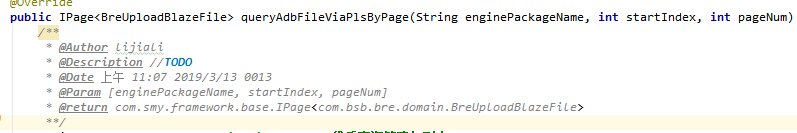 @Override
public IPage<BreUploadBlazeFile> queryAdbFileViaPlsByPage(String enginePackageName, int startIndex, int pageNum)
/**
* @Author lijiali
* @Description //TODO
* @Date 上午 11:07 2019/3/13 0013
* @Param [enginePackageName, startIndex, pageNum]
* @return com.smy.framework.base.IPage<com.bsb.bre.domain.BreUploadBlazeFile>
**/